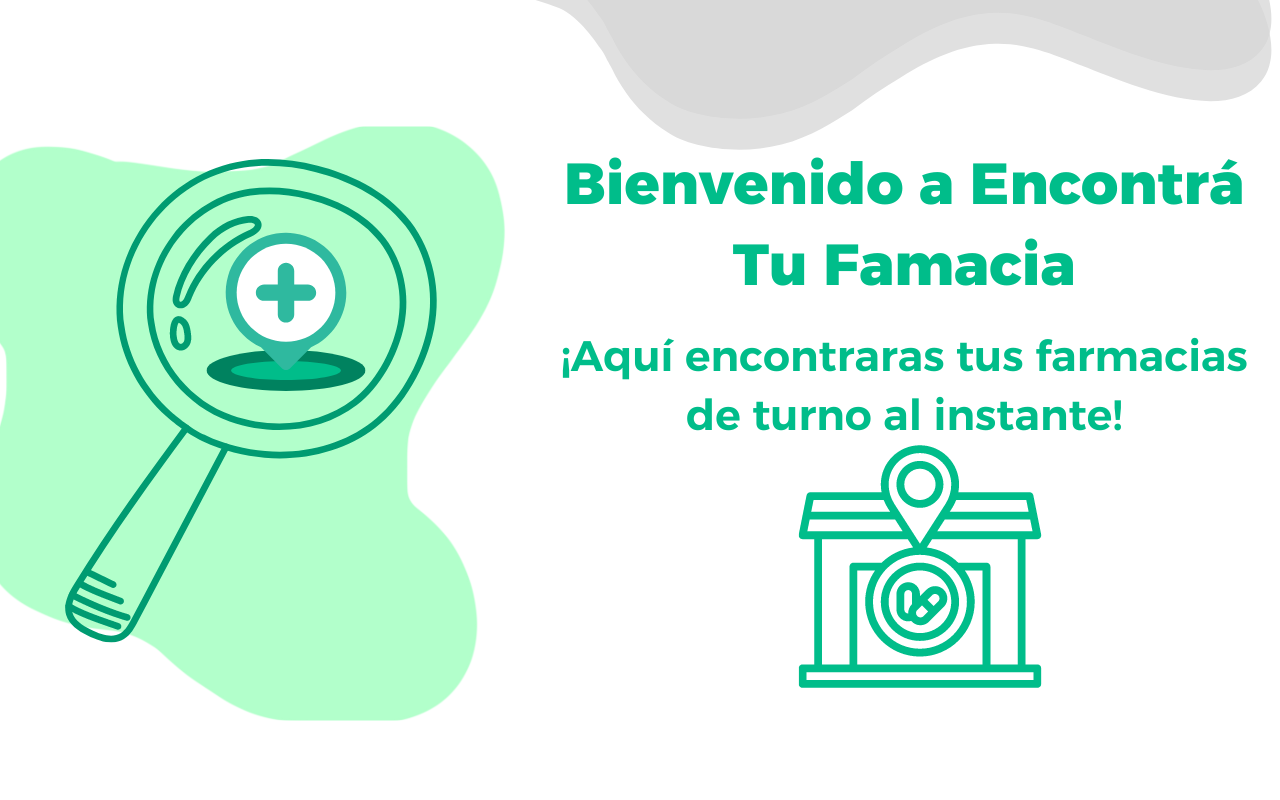 Bienvenido a Encontrá
Tu Famacia
¡Aquí encontraras tus farmacias
de turno al instante!